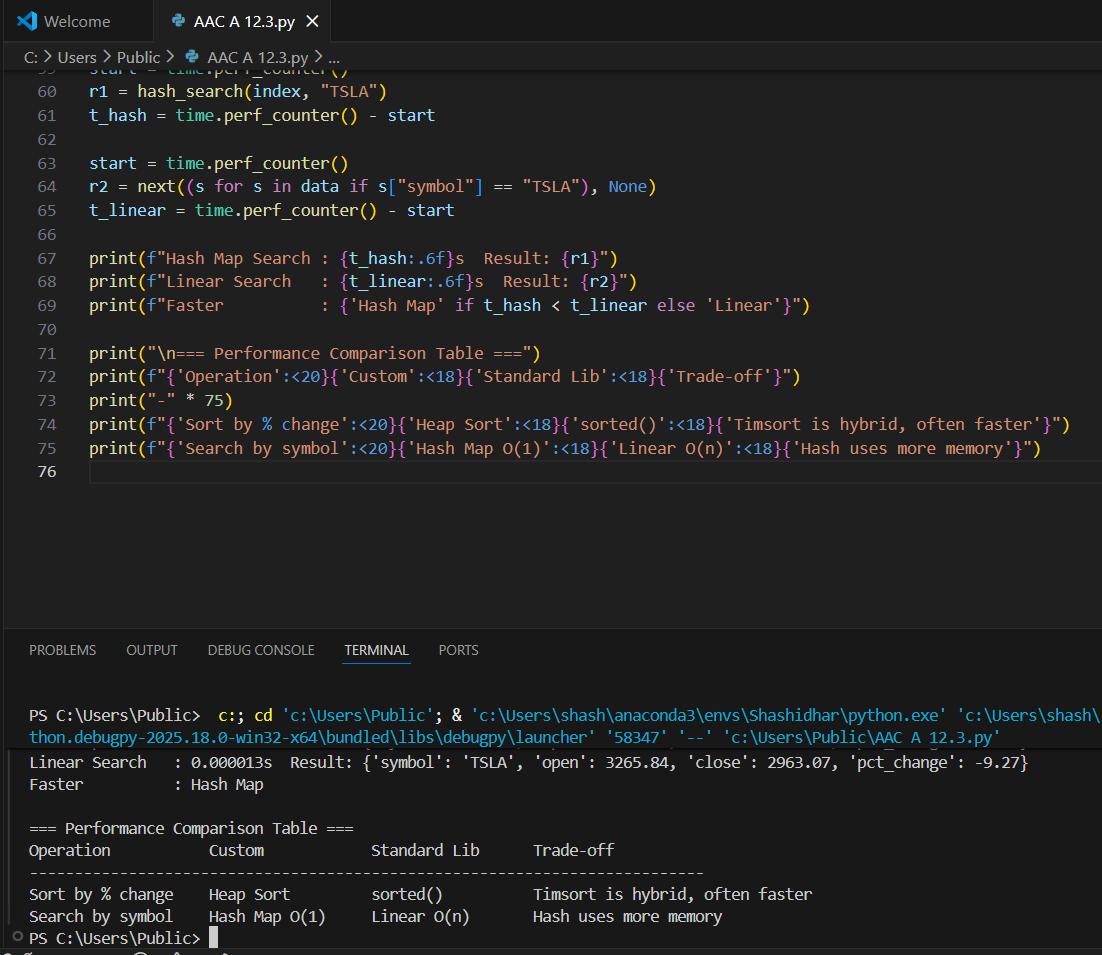 Welcome
AAC A 12.3.py
C: > Users > Public > AAC A 12.3.py > ...
59 start = time.perf_counter()
60 r1 = hash_search(index, "TSLA")
61 t_hash = time.perf_counter() - start
62
63 start = time.perf_counter()
64 r2 = next((s for s in data if s["symbol"] == "TSLA"), None)
65 t_linear = time.perf_counter() - start
66
67 print(f"Hash Map Search : {t_hash:.6f}s  Result: {r1}")
68 print(f"Linear Search   : {t_linear:.6f}s  Result: {r2}")
69 print(f"Faster          : {'Hash Map' if t_hash < t_linear else 'Linear'}")
70
71 print("\n=== Performance Comparison Table ===")
72 print(f"{'Operation':<20}{'Custom':<18}{'Standard Lib':<18}{'Trade-off'}")
73 print("-" * 75)
74 print(f"{'Sort by % change':<20}{'Heap Sort':<18}{'sorted()':<18}{'Timsort is hybrid, often faster'}")
75 print(f"{'Search by symbol':<20}{'Hash Map O(1)':<18}{'Linear O(n)':<18}{'Hash uses more memory'}")
76
PROBLEMS OUTPUT DEBUG CONSOLE TERMINAL PORTS
PS C:\Users\Public>  c:; cd 'c:\Users\Public'; & 'c:\Users\shash\anaconda3\envs\Shashidhar\python.exe' 'c:\Users\shash\
thon.debugpy-2025.18.0-win32-x64\bundled\libs\debugpy\launcher' '58347' '--' 'c:\Users\Public\AAC A 12.3.py'
Linear Search   : 0.000013s  Result: {'symbol': 'TSLA', 'open': 3265.84, 'close': 2963.07, 'pct_change': -9.27}
Faster          : Hash Map
=== Performance Comparison Table ===
Operation           Custom            Standard Lib      Trade-off
---------------------------------------------------------------------------
Sort by % change    Heap Sort         sorted()          Timsort is hybrid, often faster
Search by symbol    Hash Map O(1)     Linear O(n)       Hash uses more memory
PS C:\Users\Public>